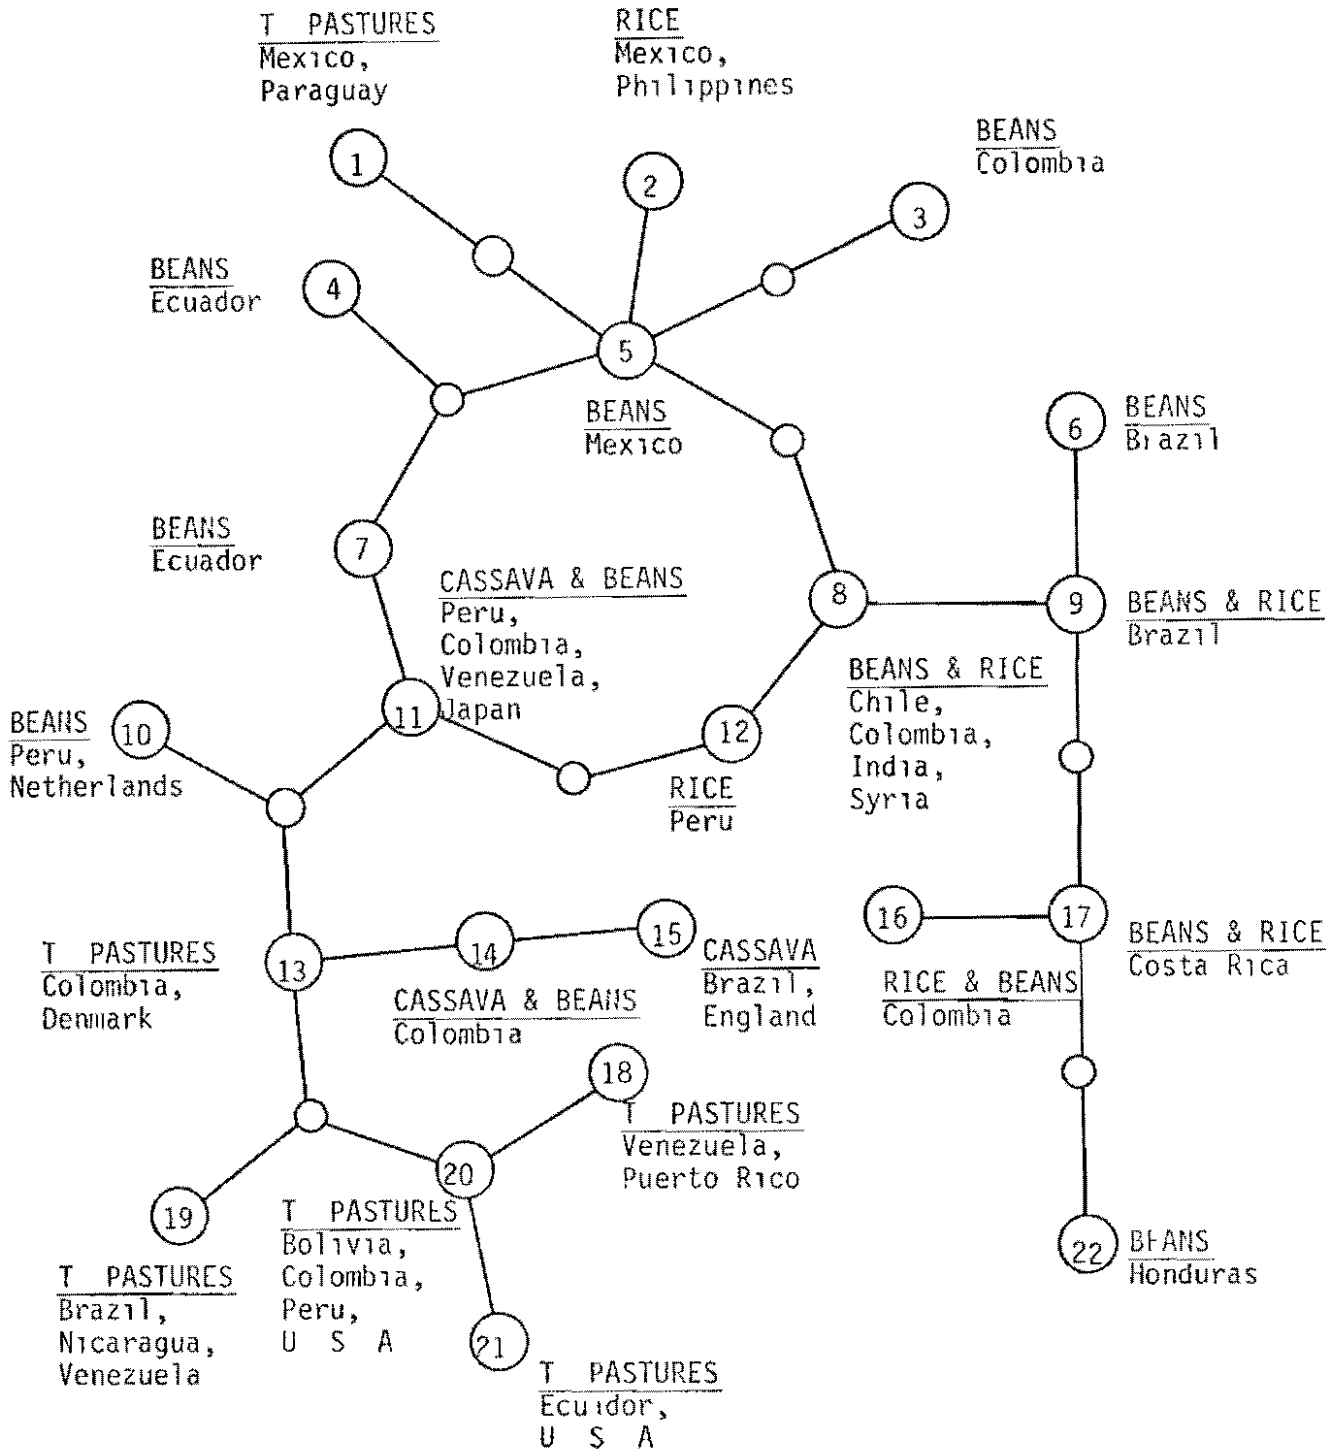 T PASTURES
Mexico,
Paraguay
RICE
Mexico,
Philippines
BEANS
Colombia
1
2
3
BEANS
Ecuador
4
5
BEANS
Mexico
6
BEANS
Brazil
BEANS
Ecuador
7
CASSAVA & BEANS
Peru,
Colombia,
Venezuela,
Japan
8
9
BEANS & RICE
Brazil
BEANS & RICE
Chile,
Colombia,
India,
Syria
BEANS
Peru,
Netherlands
10
11
12
RICE
Peru
T PASTURES
Colombia,
Denmark
13
14
CASSAVA & BEANS
Colombia
15
CASSAVA
Brazil,
England
16
RICE & BEANS
Colombia
17
BEANS & RICE
Costa Rica
18
T PASTURES
Venezuela,
Puerto Rico
19
T PASTURES
Brazil,
Nicaragua,
Venezuela
20
T PASTURES
Bolivia,
Colombia,
Peru,
U S A
21
T PASTURES
Ecuador,
U S A
22
BEANS
Honduras